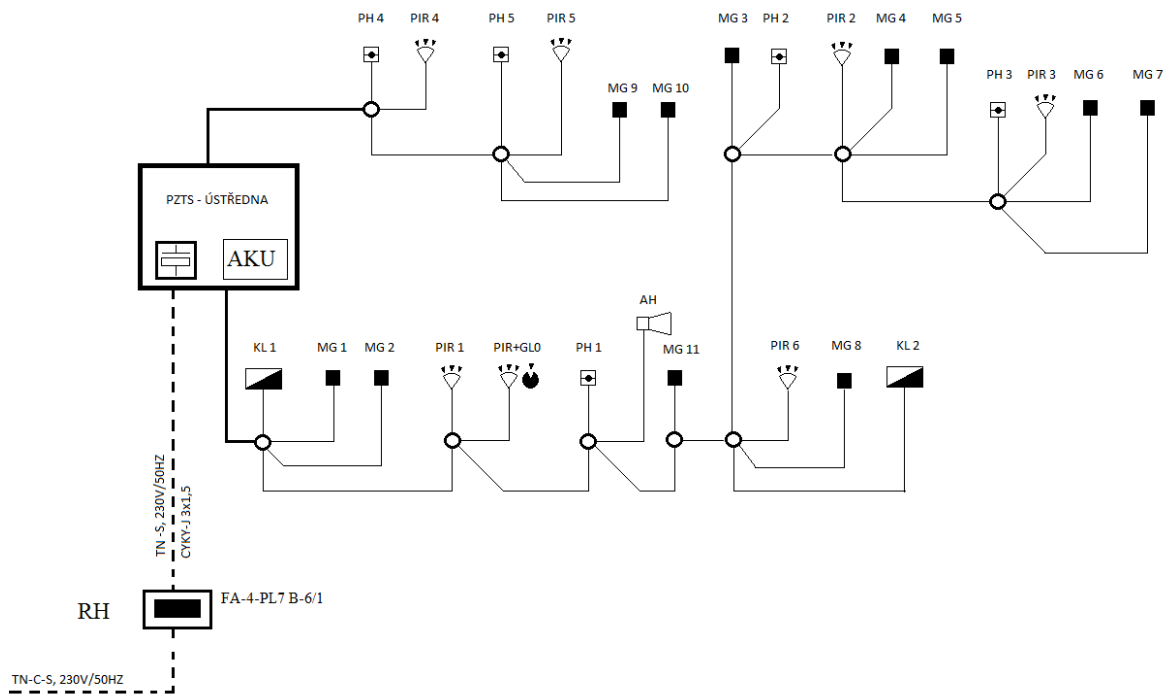 PH 4
PIR 4
PH 5
PIR 5
MG 3
PH 2
PIR 2
MG 4
MG 5
PH 3
PIR 3
MG 6
MG 7
MG 9
MG 10
PZTS - ÚSTŘEDNA
AKU
AH
KL 1
MG 1
MG 2
PIR 1
PIR+GL0
PH 1
MG 11
PIR 6
MG 8
KL 2
TN -S, 230V/50HZ
CYKY-J 3x1,5
RH
FA-4-PL7 B-6/1
TN-C-S, 230V/50HZ